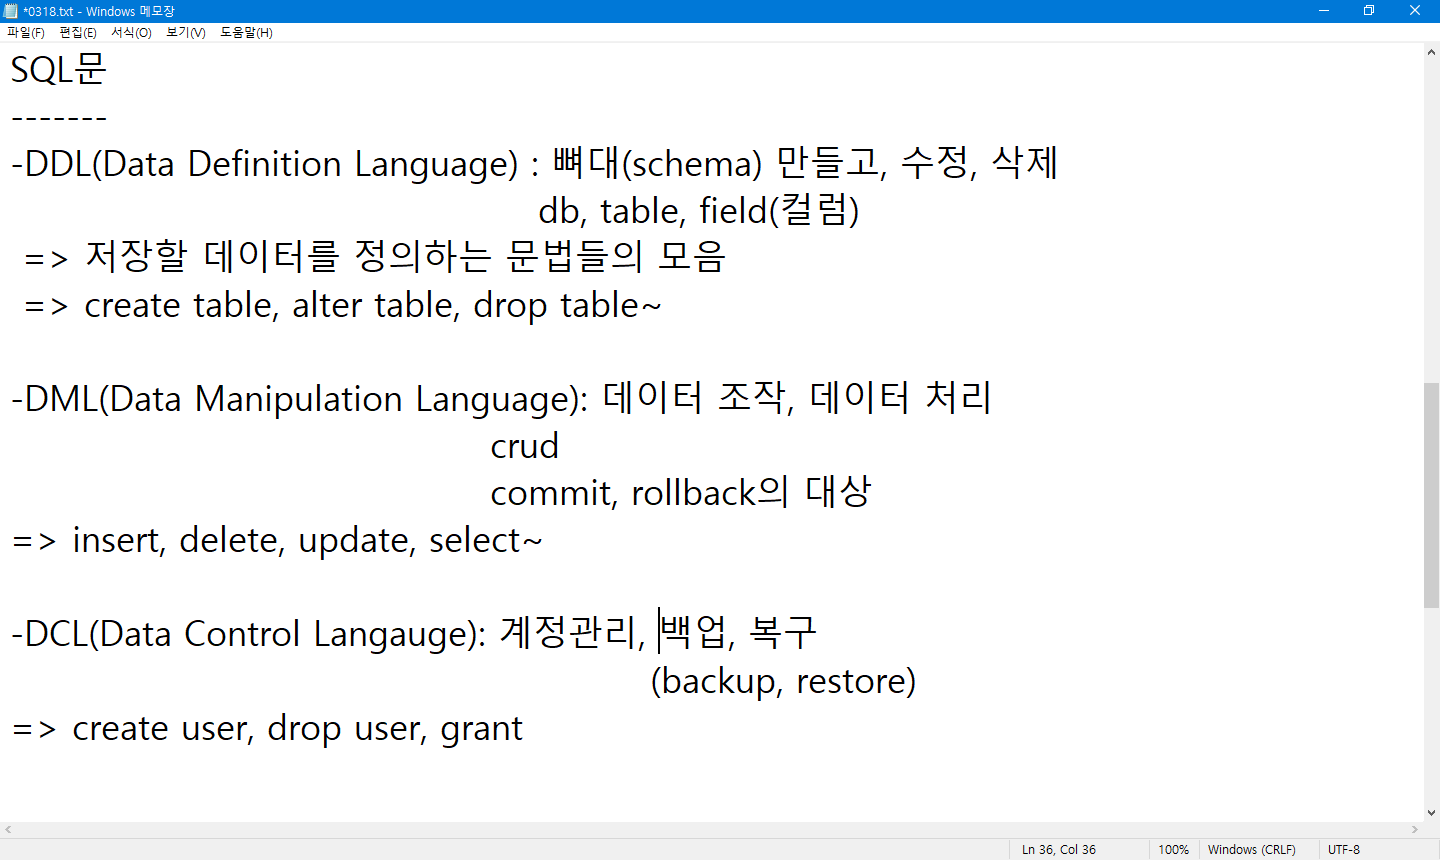 *0318.txt - Windows 메모장
파일(F) 편집(E) 서식(O) 보기(V) 도움말(H)
SQL문
-------
-DDL(Data Definition Language) : 뼈대(schema) 만들고, 수정, 삭제
db, table, field(컬럼)
=> 저장할 데이터를 정의하는 문법들의 모음
=> create table, alter table, drop table~
-DML(Data Manipulation Language): 데이터 조작, 데이터 처리
crud
commit, rollback의 대상
=> insert, delete, update, select~
-DCL(Data Control Langauge): 계정관리, 백업, 복구
(backup, restore)
=> create user, drop user, grant
Ln 36, Col 36 100% Windows (CRLF) UTF-8